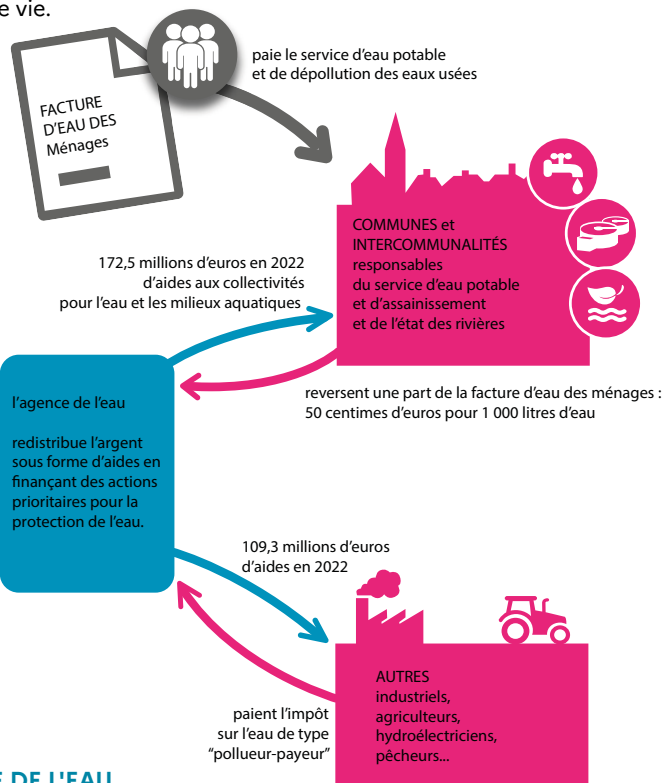 e vie.
paie le service d'eau potable
et de dépollution des eaux usées
FACTURE
D'EAU DES
Ménages
COMMUNES et
INTERCOMMUNALITÉS
responsables
du service d'eau potable
et d'assainissement
et de l'état des rivières
172,5 millions d'euros en 2022
d'aides aux collectivités
pour l'eau et les milieux aquatiques
reversent une part de la facture d'eau des ménages :
50 centimes d'euros pour 1 000 litres d'eau
l'agence de l'eau
redistribue l'argent
sous forme d'aides en
finançant des actions
prioritaires pour la
protection de l'eau.
109,3 millions d'euros
d'aides en 2022
AUTRES
industriels,
agriculteurs,
hydroélectriciens,
pêcheurs...
paient l'impôt
sur l'eau de type
"pollueur-payeur"
E DE L'EAU